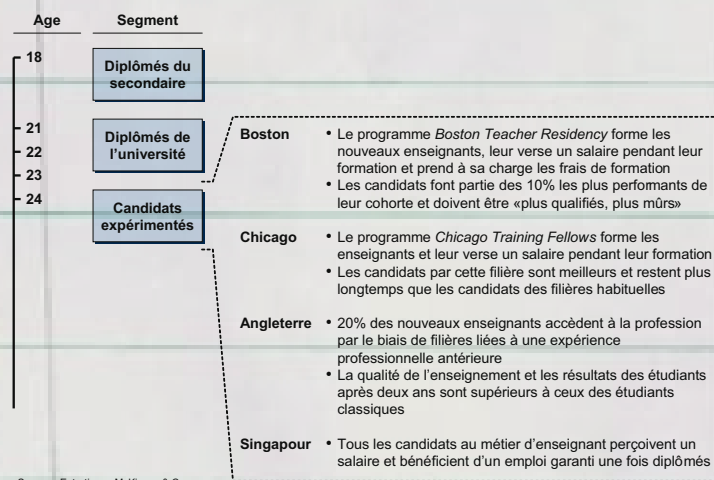 Age
Segment
18
Diplômés du
secondaire
21
22
23
24
Diplômés de
l'université
Candidats
expérimentés
Boston
• Le programme Boston Teacher Residency forme les
nouveaux enseignants, leur verse un salaire pendant leur
formation et prend à sa charge les frais de formation
• Les candidats font partie des 10% les plus perfomants de
leur cohorte et doivent être «plus qualifiés, plus mûrs»
Chicago
• Le programme Chicago Training Fellows forme les
enseignants et leur verse un salaire pendant leur formation
• Les candidats par cette filière sont meilleurs et restent plus
longtemps que les candidats des filières habituelles
Angleterre
• 20% des nouveaux enseignants accèdent à la profession
par le biais de filières liées à une expérience
professionnelle antérieure
• La qualité de l'enseignement et les résultats des étudiants
après deux ans sont supérieurs à ceux des étudiants
classiques
Singapour
• Tous les candidats au métier d'enseignant perçoivent un
salaire et bénéficient d'un emploi garanti une fois diplômés